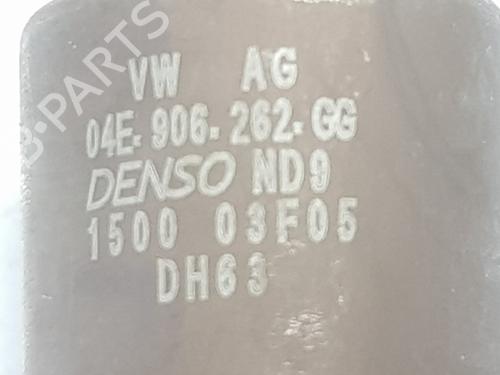 B-PARTS
VW AG
04E-906-262-GG
DENSO ND9
1500 03F05
DH63